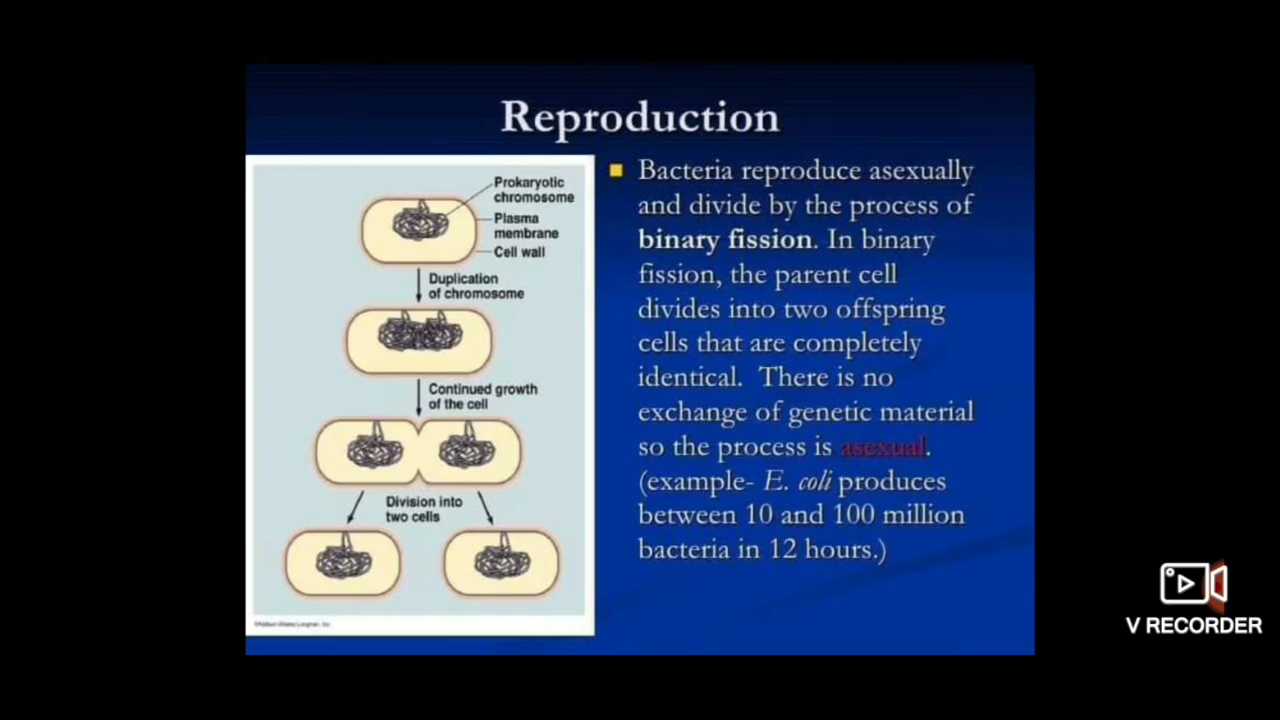 Reproduction
Prokaryotic
chromosome
Plasma
membrane
Cell wall
Duplication
of chromosome
Continued growth
of the cell
Division into
two cells
Bacteria reproduce asexually
and divide by the process of
binary fission. In binary
fission, the parent cell
divides into two offspring
cells that are completely
identical.  There is no
exchange of genetic material
so the process is asexual.
(example- E. coli produces
between 10 and 100 million
bacteria in 12 hours.)
V RECORDER